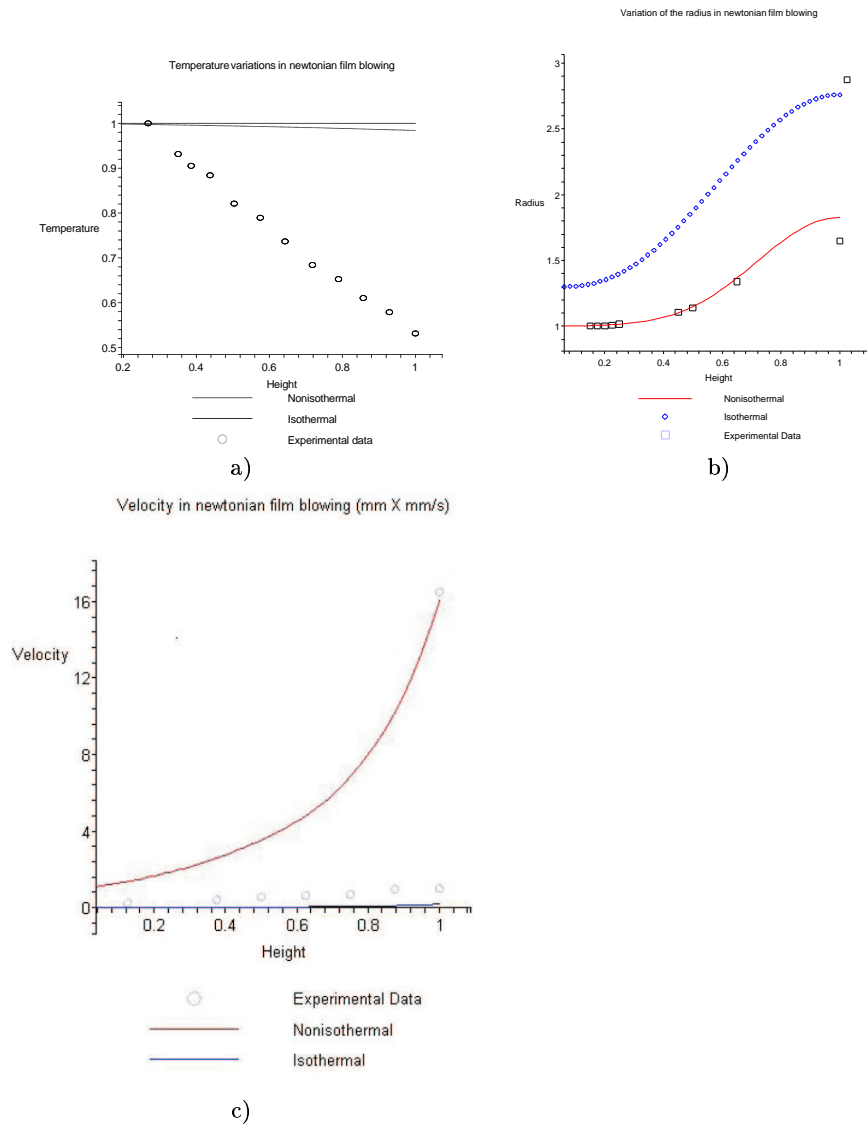 Temperature variations in newtonian film blowing
1
0.9
0.8
Temperature
0.7
0.6
0.5
0.2 0.4 0.6 0.8 1
Height
Nonisothermal
Isothermal
Experimental data
a)
Variation of the radius in newtonian film blowing
3
2.5
Radius
2
1.5
1
0.2 0.4 0.6 0.8 1
Height
Nonisothermal
Isothermal
Experimental Data
b)
Velocity in newtonian film blowing (mm X mm/s)
16
Velocity
12
8
4
0
0.2 0.4 0.6 0.8 1
Height
Experimental Data
Nonisothermal
Isothermal
c)